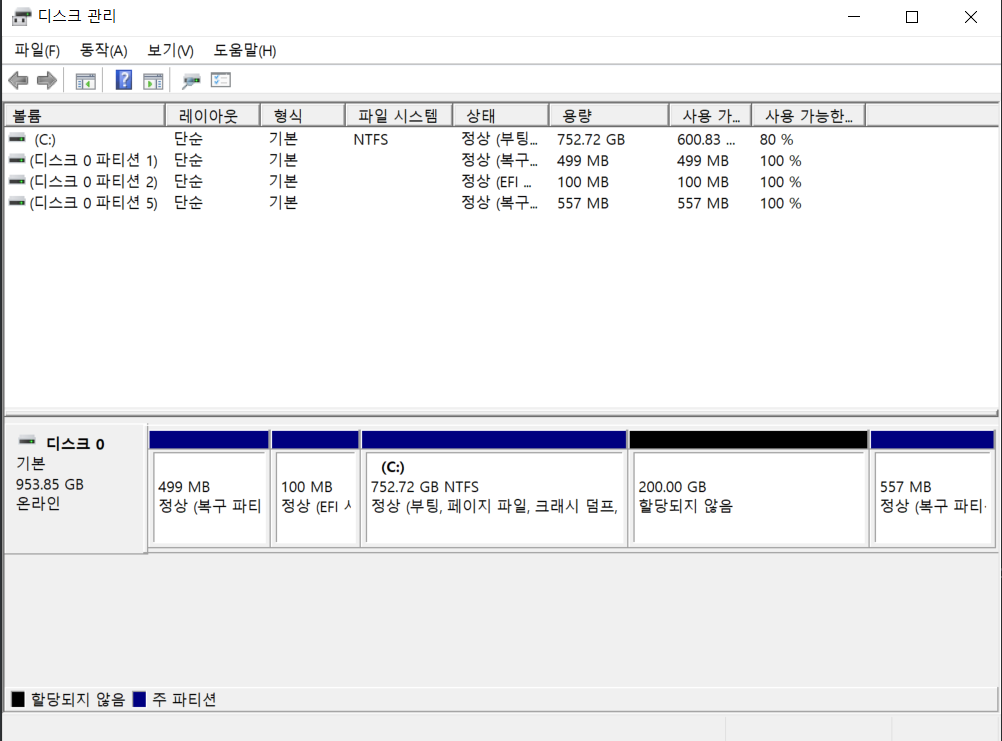 디스크 관리
파일(F) 동작(A) 보기(V) 도움말(H)
볼륨 레이아웃 형식 파일 시스템 상태 용량 사용 가... 사용 가능한...
(C:) 단순 기본 NTFS 정상 (부팅... 752.72 GB 600.83 ... 80 %
(디스크 0 파티션 1) 단순 기본 정상 (복구... 499 MB 499 MB 100 %
(디스크 0 파티션 2) 단순 기본 정상 (EFI ... 100 MB 100 MB 100 %
(디스크 0 파티션 5) 단순 기본 정상 (복구... 557 MB 557 MB 100 %
디스크 0
기본
953.85 GB
온라인
499 MB
정상 (복구 파티
100 MB
정상 (EFI 시
(C:)
752.72 GB NTFS
정상 (부팅, 페이지 파일, 크래시 덤프,
200.00 GB
할당되지 않음
557 MB
정상 (복구 파티
할당되지 않음 주 파티션